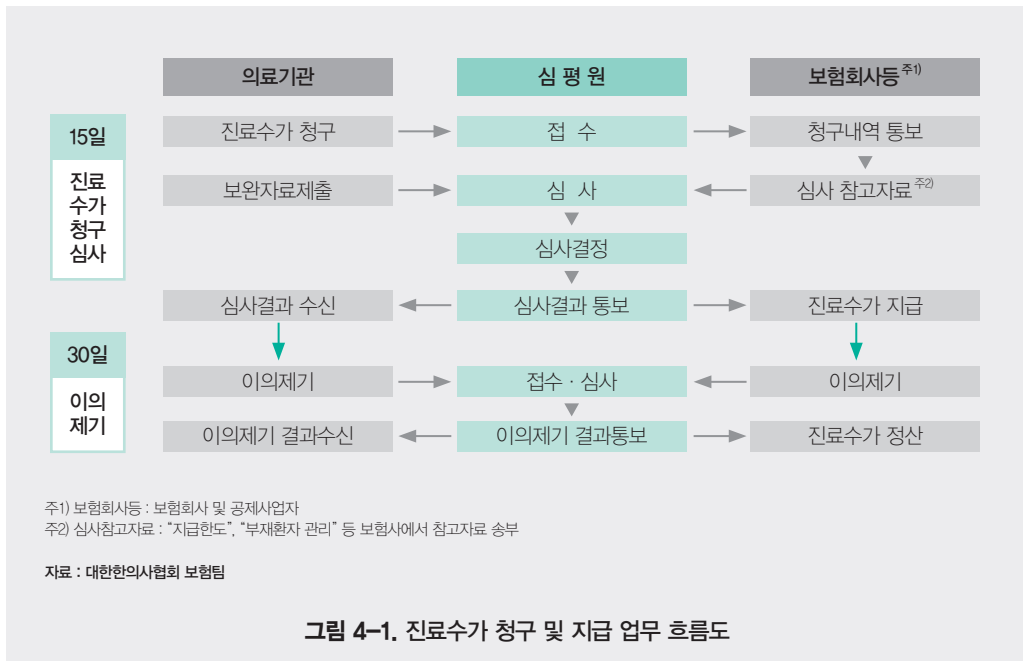 의료기관 심 평 원 보험회사등 주1)
15일
진료수가 청구 접 수 청구내역 통보
진료
수가
청구
심사
보완자료제출 심 사 심사 참고자료 주2)
심사결정
심사결과 수신 심사결과 통보 진료수가 지급
30일
이의
제기
이의제기 접수 · 심사 이의제기
이의제기 결과수신 이의제기 결과통보 진료수가 정산
주1) 보험회사등 : 보험회사 및 공제사업자
주2) 심사참고자료 : “지급한도”, “부재환자 관리” 등 보험사에서 참고자료 송부
자료 : 대한한의사협회 보험팀
그림 4-1. 진료수가 청구 및 지급 업무 흐름도